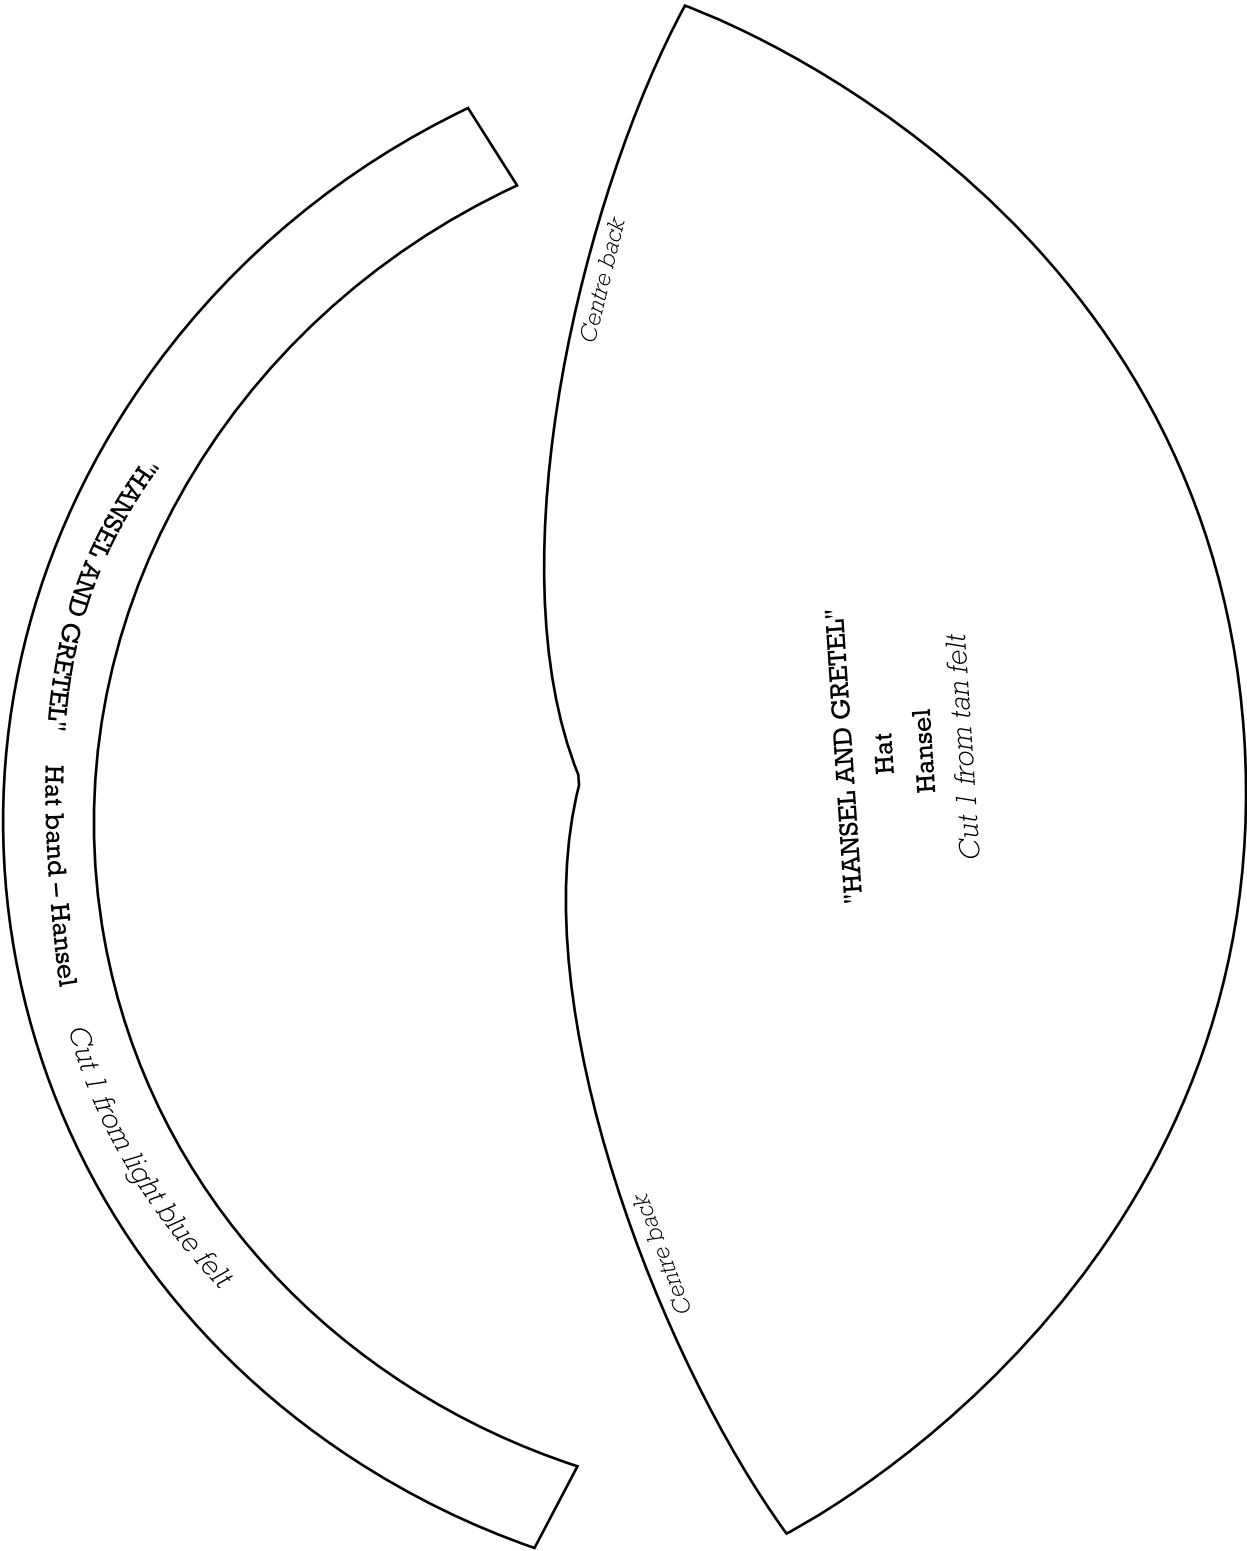 "HANSEL AND GRETEL" Hat band – Hansel Cut 1 from light blue felt
Centre back
"HANSEL AND GRETEL"
Hat
Hansel
Cut 1 from tan felt
Centre back